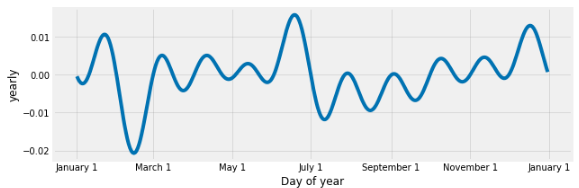 0.01
0.00
−0.01
−0.02
yearly
January 1 March 1 May 1 July 1 September 1 November 1 January 1
Day of year